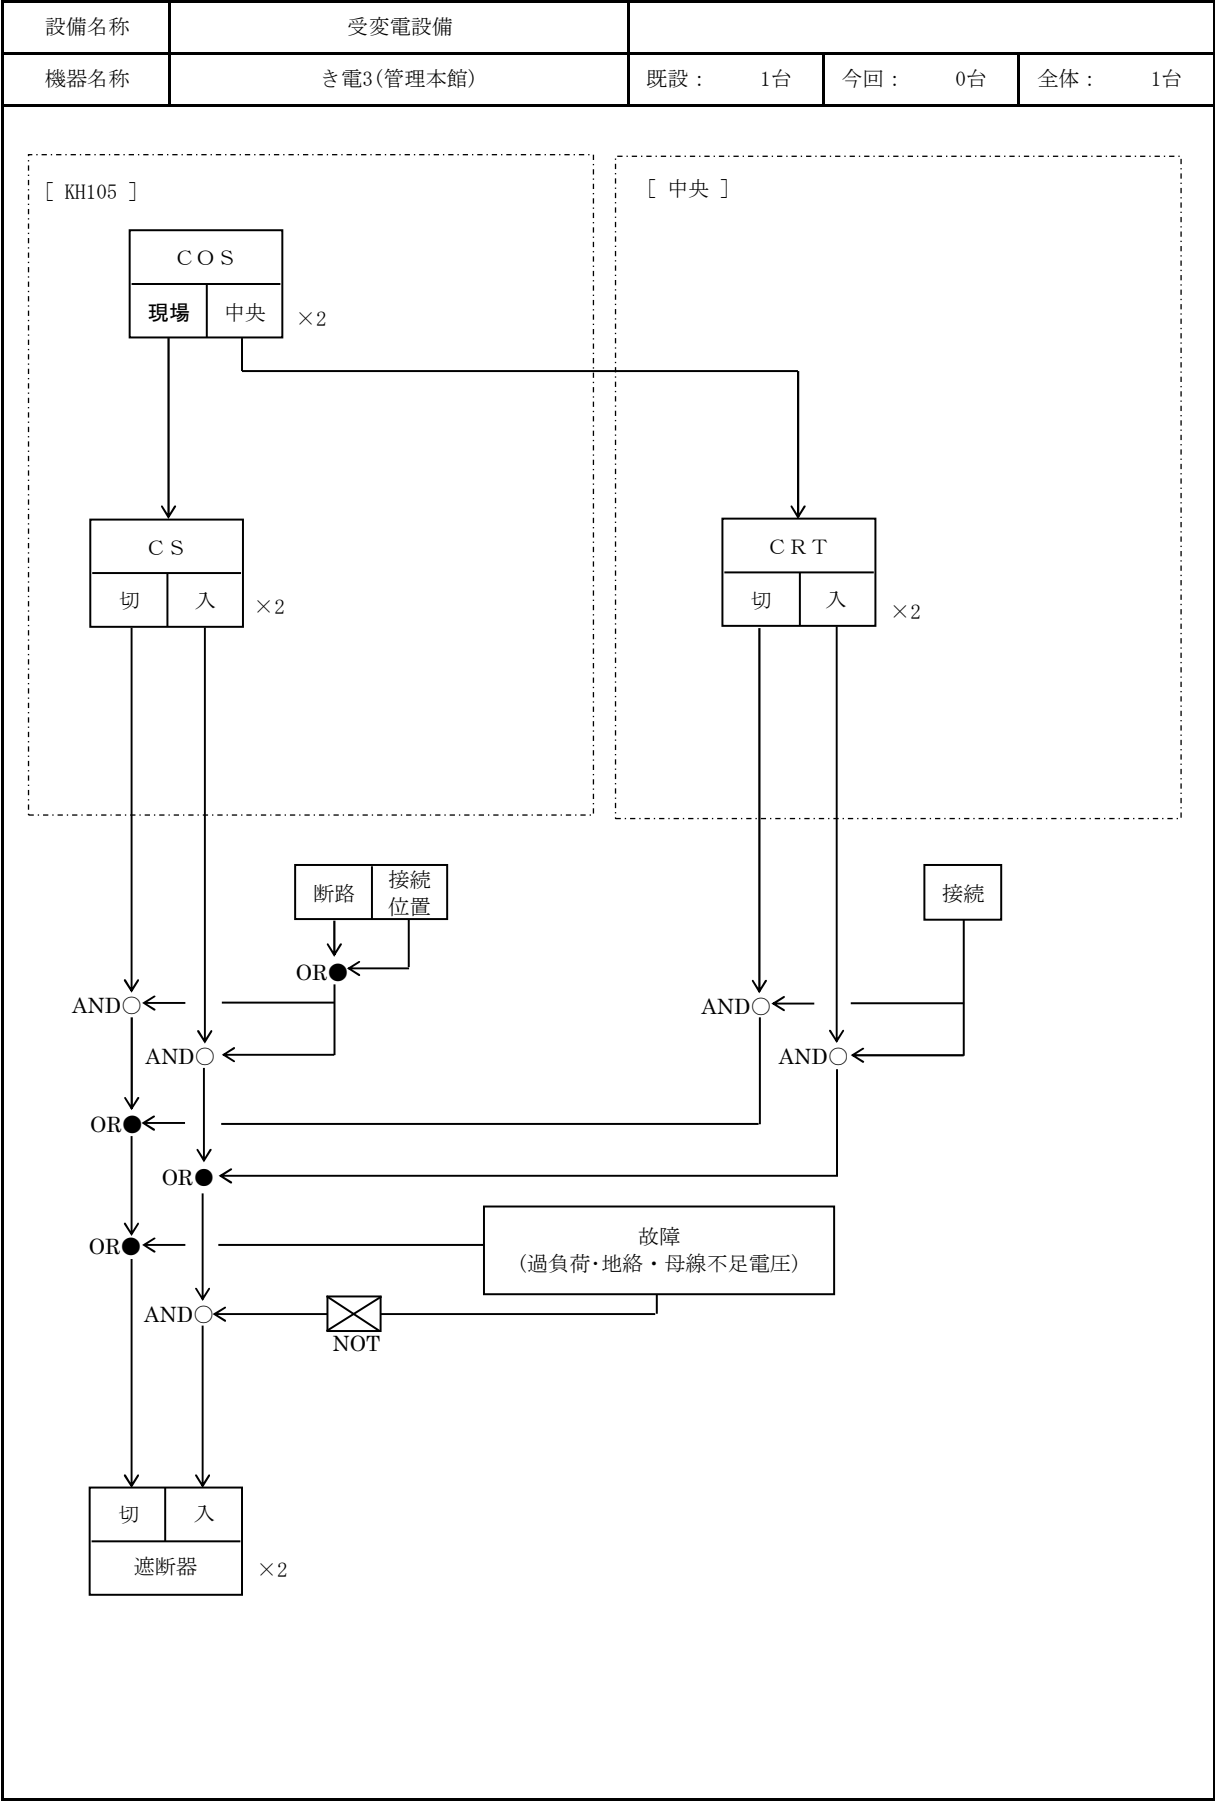 設備名称 受変電設備
機器名称 き電3(管理本館) 既設： 1台 今回： 0台 全体： 1台
[ KH105 ]
[ 中央 ]
ＣＯＳ
現場 中央 ×2
ＣＳ
切 入 ×2
ＣＲＴ
切 入 ×2
断路 接続
位置
接続
OR
AND
AND
AND
AND
OR
OR
OR
故障
(過負荷･地絡・母線不足電圧)
AND
NOT
切 入
遮断器 ×2